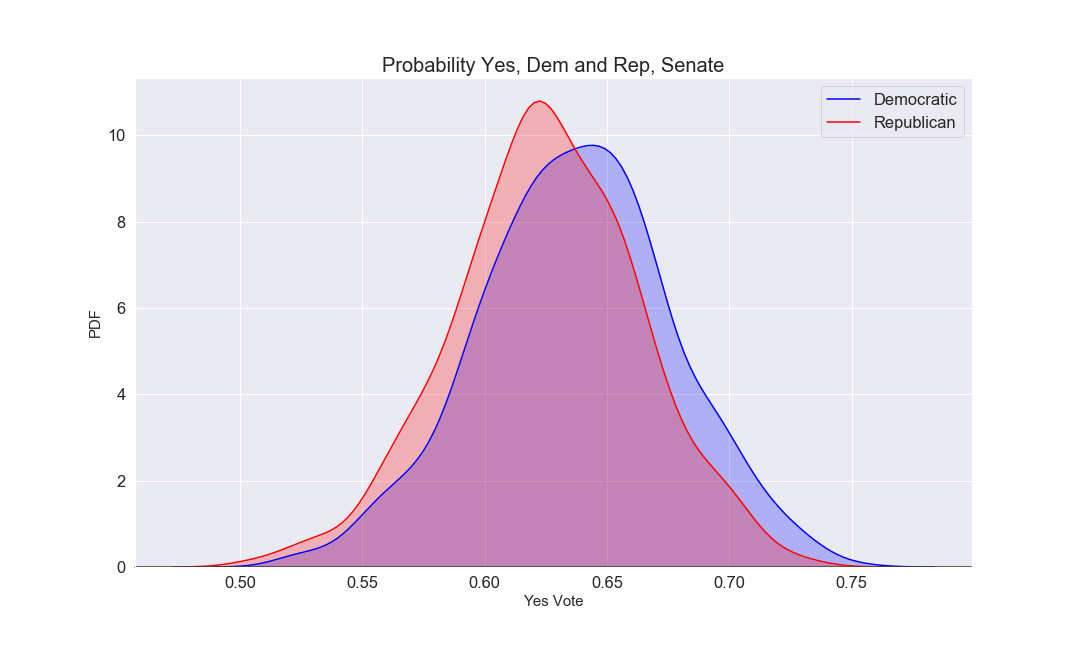 Probability Yes, Dem and Rep, Senate
Democratic
Republican
10
8
6
4
2
0
PDF
0.50 0.55 0.60 0.65 0.70 0.75
Yes Vote